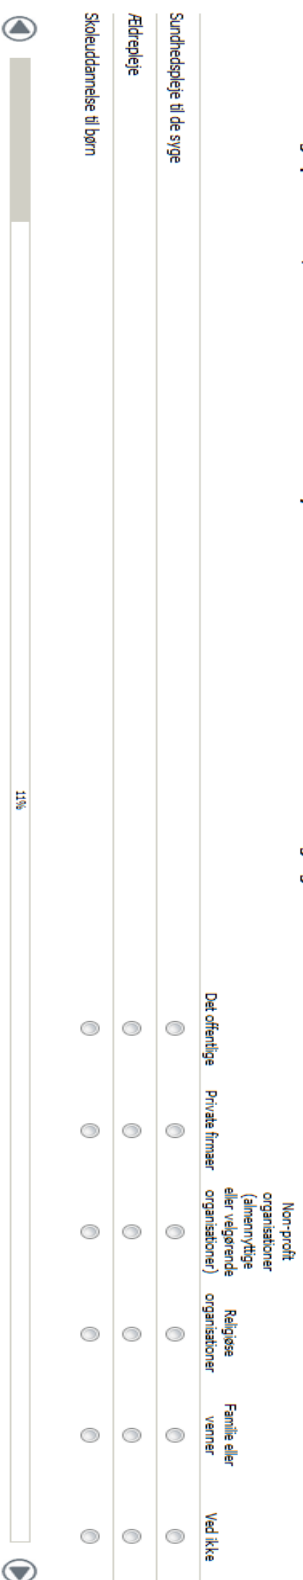 Non-profit
organisationer
(almennyttige
eller velgørende
organisationer)
Religiøse
organisationer
Familie eller
venner
Det offentlige
Private firmaer
Ved ikke
Sundhedspleje til de syge
Ældrepleje
Skoleuddannelse til børn
11%